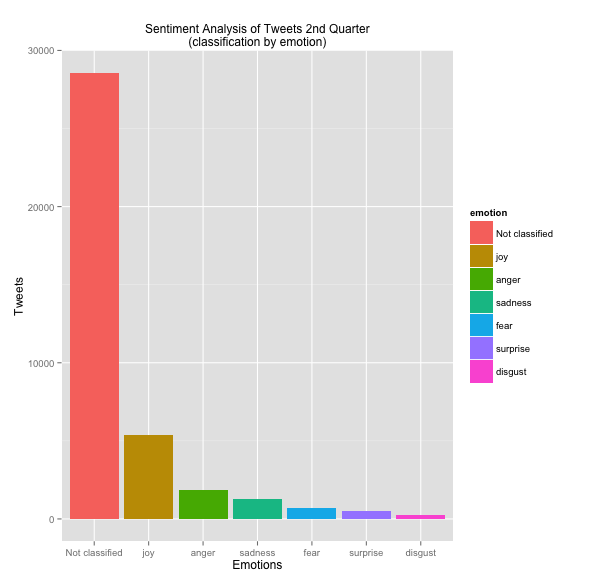 Sentiment Analysis of Tweets 2nd Quarter
(classification by emotion)
30000
20000
10000
0
Tweets
Not classified
joy
anger
sadness
fear
surprise
disgust
Emotions
emotion
Not classified
joy
anger
sadness
fear
surprise
disgust